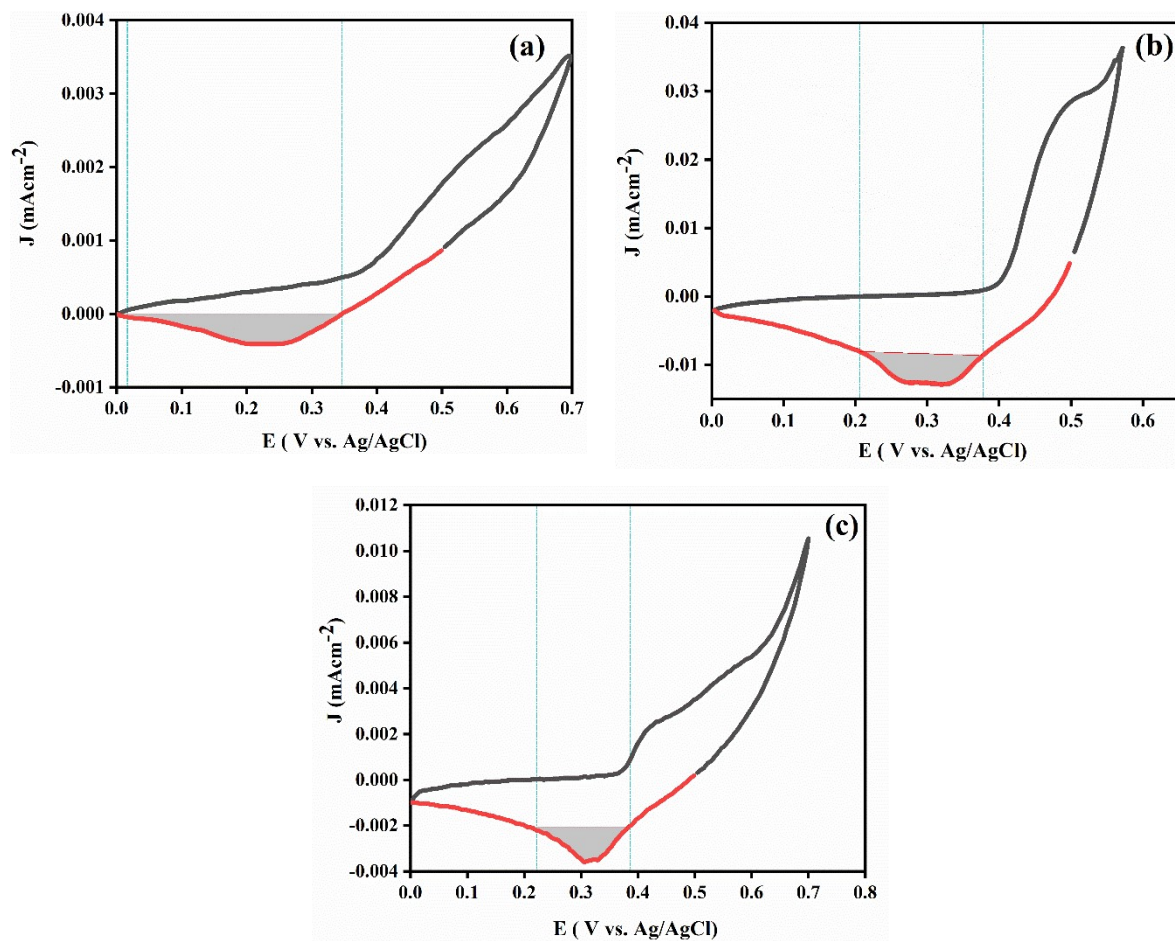 (a)
J (mAcm⁻²)
0.004
0.003
0.002
0.001
0.000
-0.001
0.0 0.1 0.2 0.3 0.4 0.5 0.6 0.7
E ( V vs. Ag/AgCl)
(b)
J (mAcm⁻²)
0.04
0.03
0.02
0.01
0.00
-0.01
0.0 0.1 0.2 0.3 0.4 0.5 0.6
E ( V vs. Ag/AgCl)
(c)
J (mAcm⁻²)
0.012
0.010
0.008
0.006
0.004
0.002
0.000
-0.002
-0.004
0.0 0.1 0.2 0.3 0.4 0.5 0.6 0.7 0.8
E ( V vs. Ag/AgCl)